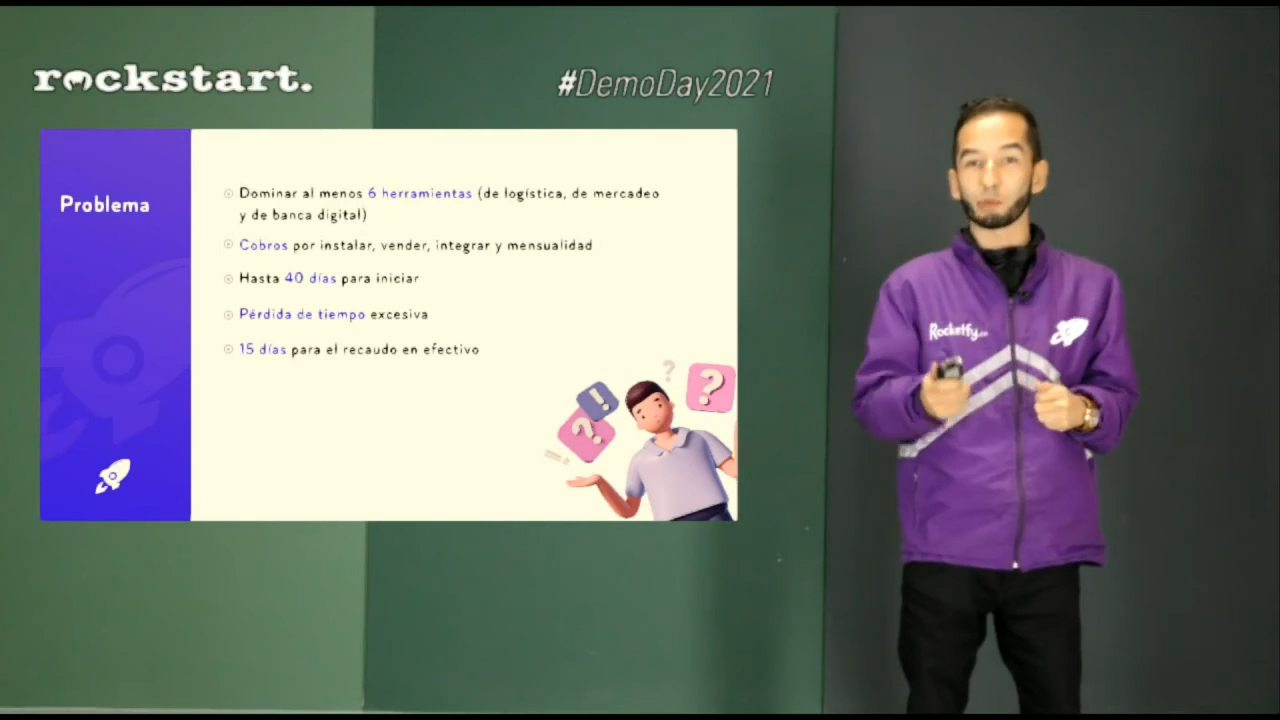 rockstart.
#DemoDay2021
Problema
Dominar al menos 6 herramientas (de logística, de mercadeo
y de banca digital)
Cobros por instalar, vender, integrar y mensualidad
Hasta 40 días para iniciar
Pérdida de tiempo excesiva
15 días para el recaudo en efectivo
? ! ? ?
Rocketfy.co